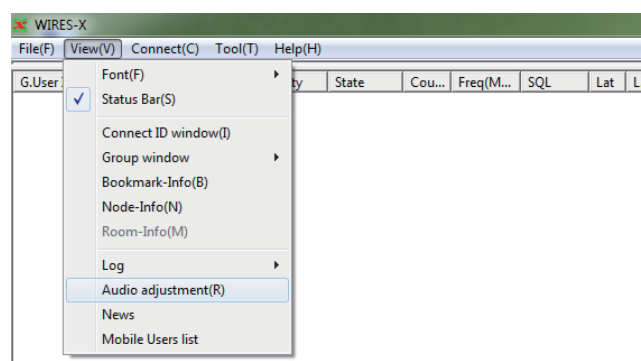 WIRES-X
File(F) View(V) Connect(C) Tool(T) Help(H)
G.User ty State Cou... Freq(M... SQL Lat L
Font(F)
Status Bar(S)
Connect ID window(I)
Group window
Bookmark-Info(B)
Node-Info(N)
Room-Info(M)
Log
Audio adjustment(R)
News
Mobile Users list